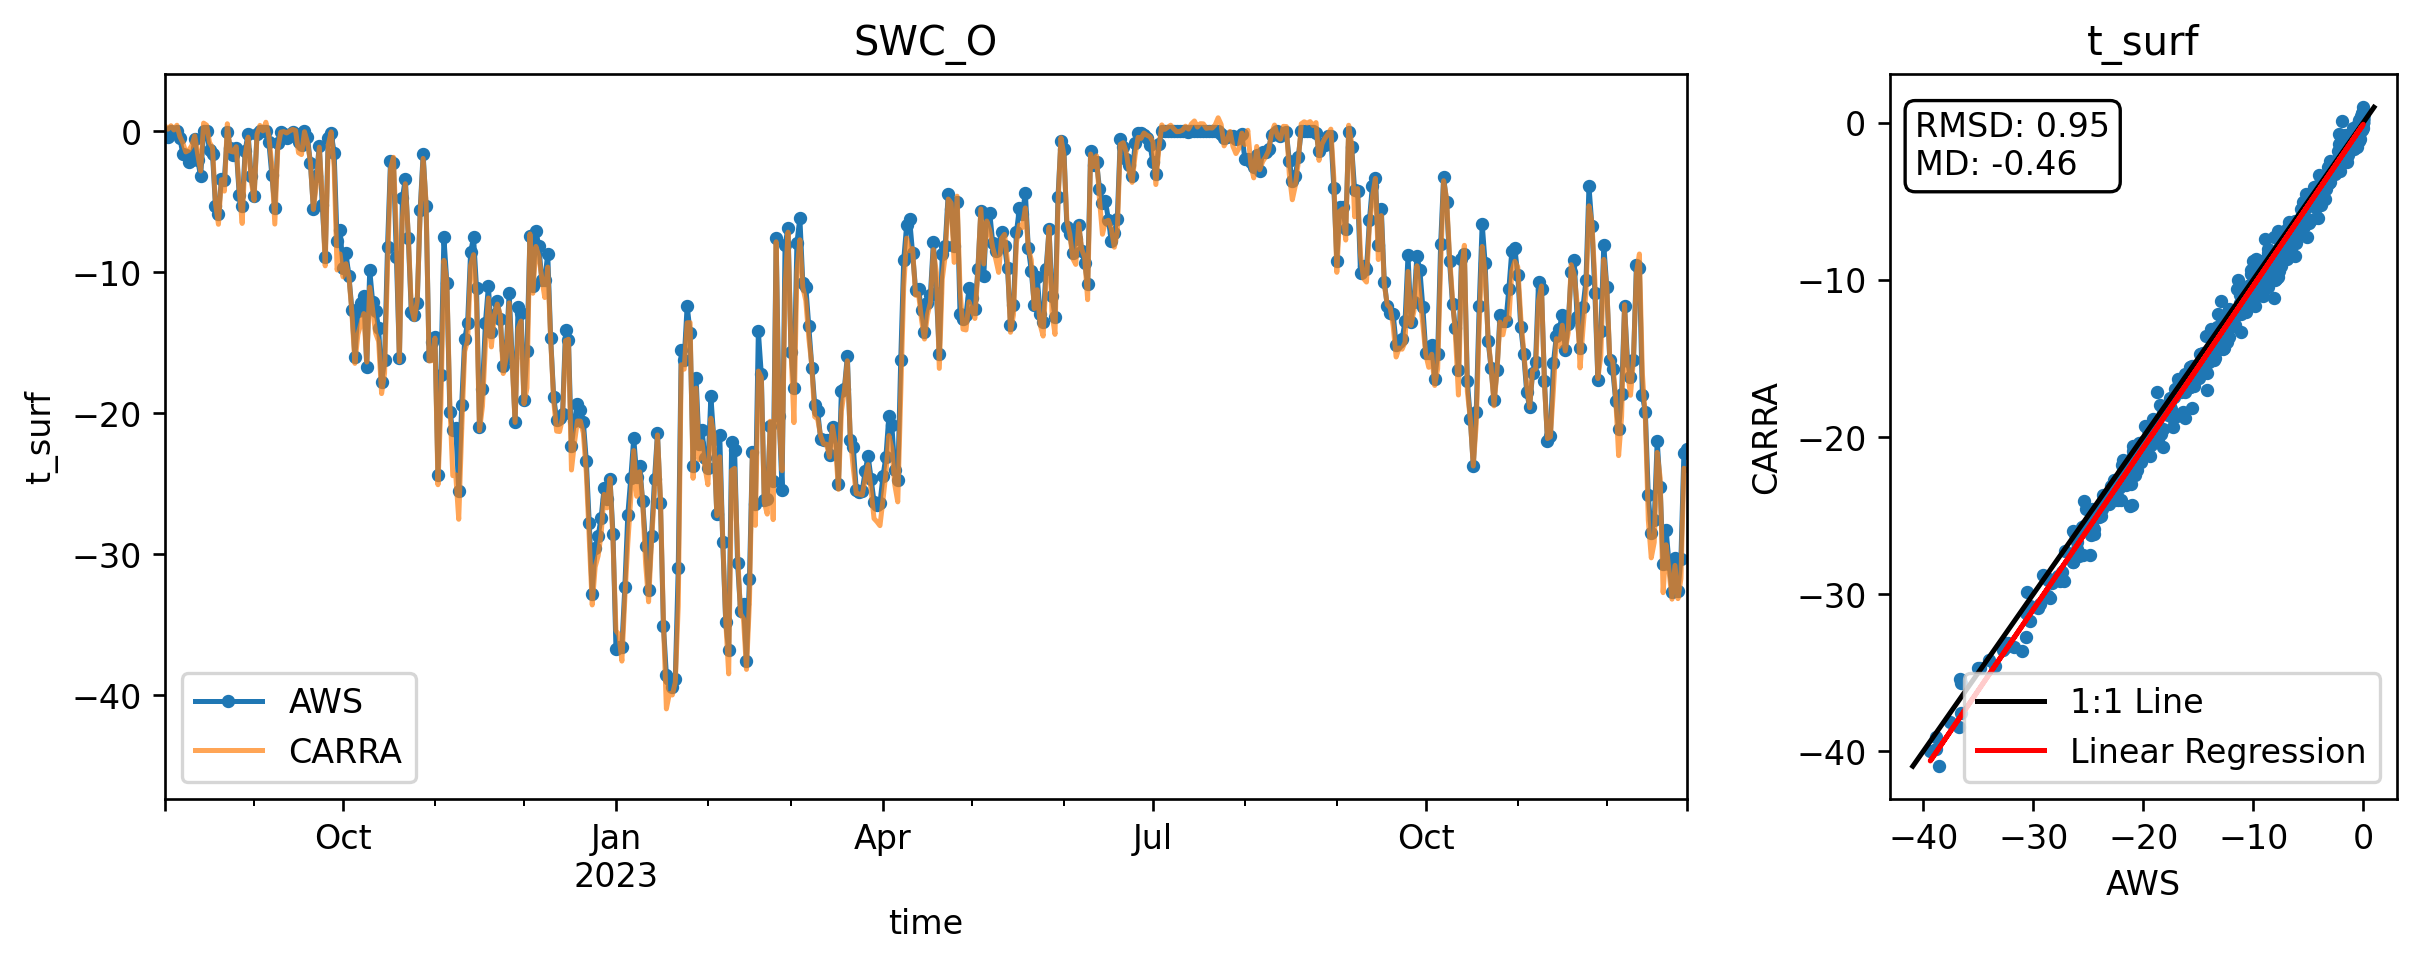 SWC_O
t_surf
0
−10
−20
−30
−40
AWS
CARRA
Oct
Jan
2023
Apr
Jul
Oct
time
t_surf
CARRA
0
−10
−20
−30
−40
RMSD: 0.95
MD: -0.46
1:1 Line
Linear Regression
−40
−30
−20
−10
0
AWS